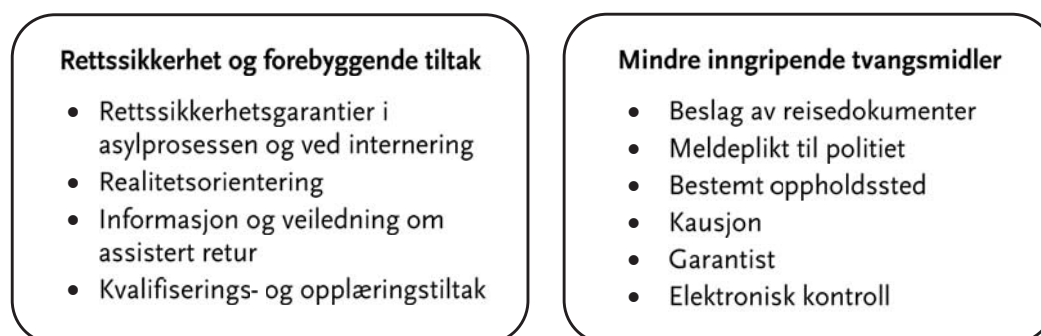 Rettssikkerhet og forebyggende tiltak
• Rettssikkerhetsgarantier i
asylprosessen og ved internering
• Realitetsorientering
• Informasjon og veiledning om
assistert retur
• Kvalifiserings- og opplæringstiltak
Mindre inngripende tvangsmidler
• Beslag av reisedokumenter
• Meldeplikt til politiet
• Bestemt oppholdssted
• Kausjon
• Garantist
• Elektronisk kontroll